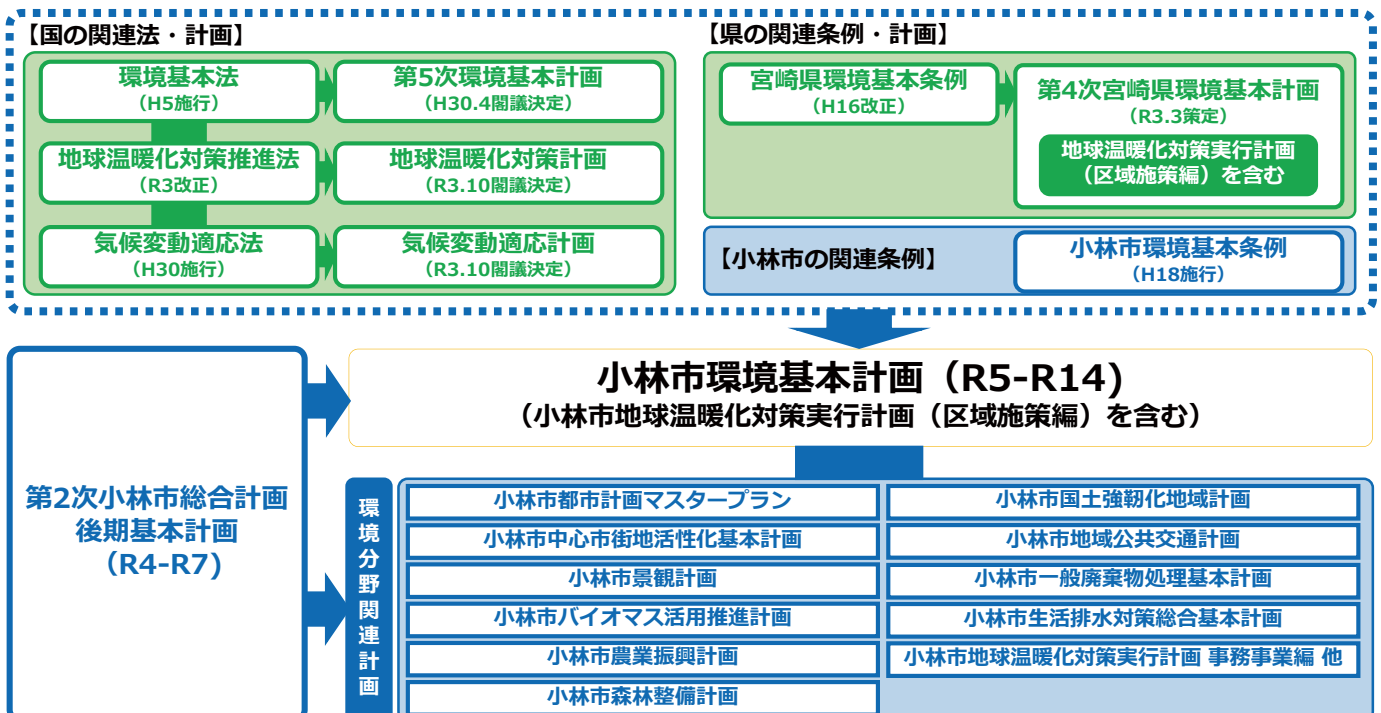 【国の関連法・計画】
環境基本法
（H5施行）
第5次環境基本計画
（H30.4閣議決定）
地球温暖化対策推進法
（R3改正）
地球温暖化対策計画
（R3.10閣議決定）
気候変動適応法
（H30施行）
気候変動適応計画
（R3.10閣議決定）
【県の関連条例・計画】
宮崎県環境基本条例
（H16改正）
第4次宮崎県環境基本計画
（R3.3策定）
地球温暖化対策実行計画
（区域施策編）を含む
【小林市の関連条例】
小林市環境基本条例
（H18施行）
小林市環境基本計画（R5-R14)
（小林市地球温暖化対策実行計画（区域施策編）を含む）
第2次小林市総合計画
後期基本計画
（R4-R7)
環境分野関連計画
小林市都市計画マスタープラン
小林市中心市街地活性化基本計画
小林市景観計画
小林市バイオマス活用推進計画
小林市農業振興計画
小林市森林整備計画
小林市国土強靭化地域計画
小林市地域公共交通計画
小林市一般廃棄物処理基本計画
小林市生活排水対策総合基本計画
小林市地球温暖化対策実行計画 事務事業編 他